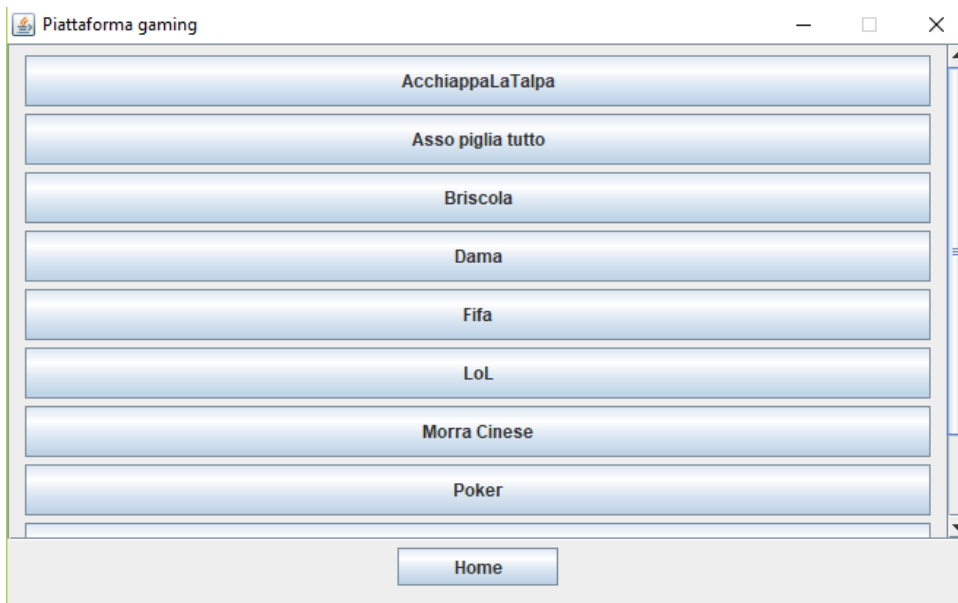 Piattaforma gaming
AcchiappaLaTalpa
Asso piglia tutto
Briscola
Dama
Fifa
LoL
Morra Cinese
Poker
Home